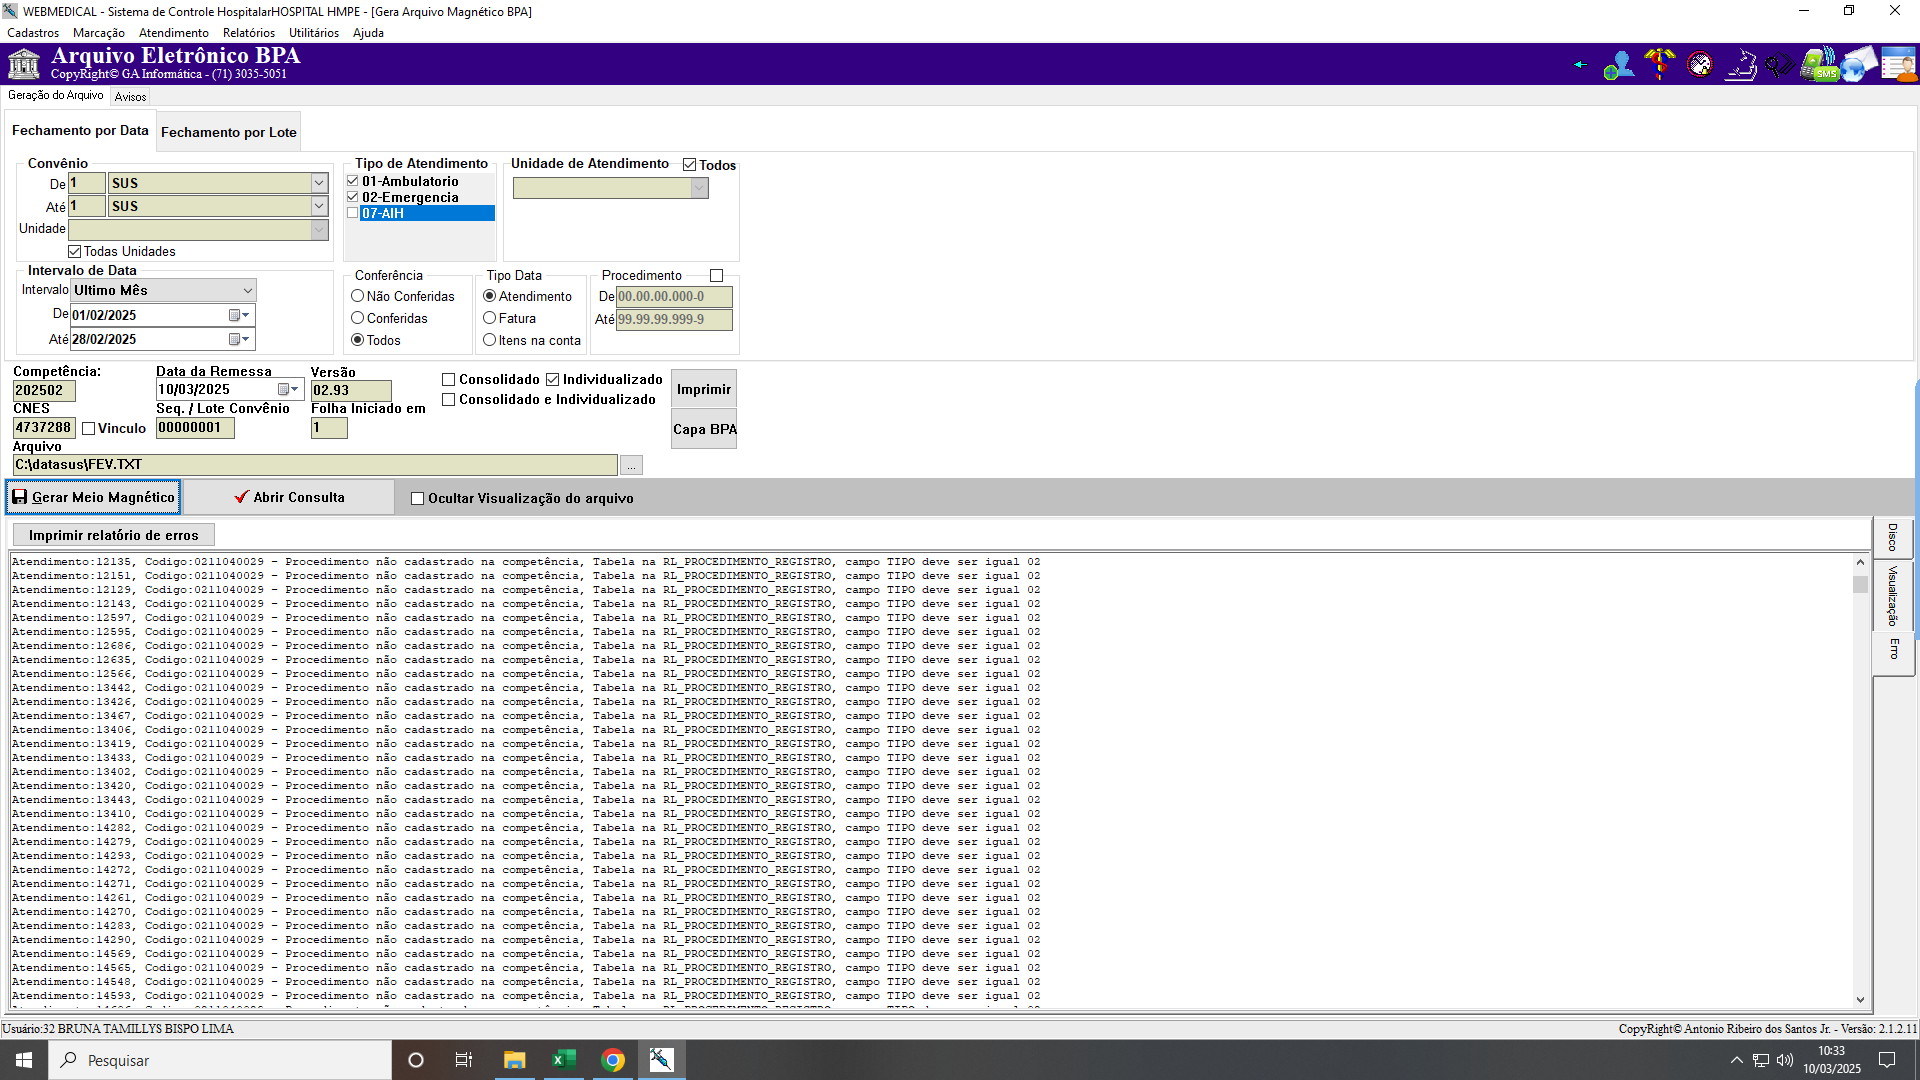 WEBMEDICAL - Sistema de Controle HospitalarHOSPITAL HMPE - [Gera Arquivo Magnético BPA]
Cadastros Marcação Atendimento Relatórios Utilitários Ajuda
Arquivo Eletrônico BPA
CopyRight© GA Informática - (71) 3035-5051
SMS
Geração do Arquivo Avisos
Fechamento por Data Fechamento por Lote
Convênio
De 1 SUS
Até 1 SUS
Unidade
Todas Unidades
Tipo de Atendimento
01-Ambulatorio
02-Emergencia
07-AIH
Unidade de Atendimento Todos
Intervalo de Data
Intervalo Ultimo Mês
De 01/02/2025
Até 28/02/2025
Conferência
Não Conferidas
Conferidas
Todos
Tipo Data
Atendimento
Fatura
Itens na conta
Procedimento
De 00.00.00.000-0
Até 99.99.99.999-9
Competência: Data da Remessa Versão
202502 10/03/2025 02.93
CNES Seq. / Lote Convênio Folha Iniciado em
4737288 Vinculo 00000001 1
Consolidado Individualizado
Consolidado e Individualizado
Imprimir
Capa BPA
Arquivo
C:\datasus\FEV.TXT ...
Gerar Meio Magnético Abrir Consulta Ocultar Visualização do arquivo
Imprimir relatório de erros
Disco
Visualização
Erro
Atendimento:12135, Codigo:0211040029 - Procedimento não cadastrado na competência, Tabela na RL_PROCEDIMENTO_REGISTRO, campo TIPO deve ser igual 02
Atendimento:12151, Codigo:0211040029 - Procedimento não cadastrado na competência, Tabela na RL_PROCEDIMENTO_REGISTRO, campo TIPO deve ser igual 02
Atendimento:12129, Codigo:0211040029 - Procedimento não cadastrado na competência, Tabela na RL_PROCEDIMENTO_REGISTRO, campo TIPO deve ser igual 02
Atendimento:12143, Codigo:0211040029 - Procedimento não cadastrado na competência, Tabela na RL_PROCEDIMENTO_REGISTRO, campo TIPO deve ser igual 02
Atendimento:12597, Codigo:0211040029 - Procedimento não cadastrado na competência, Tabela na RL_PROCEDIMENTO_REGISTRO, campo TIPO deve ser igual 02
Atendimento:12595, Codigo:0211040029 - Procedimento não cadastrado na competência, Tabela na RL_PROCEDIMENTO_REGISTRO, campo TIPO deve ser igual 02
Atendimento:12686, Codigo:0211040029 - Procedimento não cadastrado na competência, Tabela na RL_PROCEDIMENTO_REGISTRO, campo TIPO deve ser igual 02
Atendimento:12635, Codigo:0211040029 - Procedimento não cadastrado na competência, Tabela na RL_PROCEDIMENTO_REGISTRO, campo TIPO deve ser igual 02
Atendimento:12566, Codigo:0211040029 - Procedimento não cadastrado na competência, Tabela na RL_PROCEDIMENTO_REGISTRO, campo TIPO deve ser igual 02
Atendimento:13442, Codigo:0211040029 - Procedimento não cadastrado na competência, Tabela na RL_PROCEDIMENTO_REGISTRO, campo TIPO deve ser igual 02
Atendimento:13426, Codigo:0211040029 - Procedimento não cadastrado na competência, Tabela na RL_PROCEDIMENTO_REGISTRO, campo TIPO deve ser igual 02
Atendimento:13467, Codigo:0211040029 - Procedimento não cadastrado na competência, Tabela na RL_PROCEDIMENTO_REGISTRO, campo TIPO deve ser igual 02
Atendimento:13406, Codigo:0211040029 - Procedimento não cadastrado na competência, Tabela na RL_PROCEDIMENTO_REGISTRO, campo TIPO deve ser igual 02
Atendimento:13419, Codigo:0211040029 - Procedimento não cadastrado na competência, Tabela na RL_PROCEDIMENTO_REGISTRO, campo TIPO deve ser igual 02
Atendimento:13433, Codigo:0211040029 - Procedimento não cadastrado na competência, Tabela na RL_PROCEDIMENTO_REGISTRO, campo TIPO deve ser igual 02
Atendimento:13402, Codigo:0211040029 - Procedimento não cadastrado na competência, Tabela na RL_PROCEDIMENTO_REGISTRO, campo TIPO deve ser igual 02
Atendimento:13420, Codigo:0211040029 - Procedimento não cadastrado na competência, Tabela na RL_PROCEDIMENTO_REGISTRO, campo TIPO deve ser igual 02
Atendimento:13443, Codigo:0211040029 - Procedimento não cadastrado na competência, Tabela na RL_PROCEDIMENTO_REGISTRO, campo TIPO deve ser igual 02
Atendimento:13410, Codigo:0211040029 - Procedimento não cadastrado na competência, Tabela na RL_PROCEDIMENTO_REGISTRO, campo TIPO deve ser igual 02
Atendimento:14282, Codigo:0211040029 - Procedimento não cadastrado na competência, Tabela na RL_PROCEDIMENTO_REGISTRO, campo TIPO deve ser igual 02
Atendimento:14279, Codigo:0211040029 - Procedimento não cadastrado na competência, Tabela na RL_PROCEDIMENTO_REGISTRO, campo TIPO deve ser igual 02
Atendimento:14293, Codigo:0211040029 - Procedimento não cadastrado na competência, Tabela na RL_PROCEDIMENTO_REGISTRO, campo TIPO deve ser igual 02
Atendimento:14272, Codigo:0211040029 - Procedimento não cadastrado na competência, Tabela na RL_PROCEDIMENTO_REGISTRO, campo TIPO deve ser igual 02
Atendimento:14271, Codigo:0211040029 - Procedimento não cadastrado na competência, Tabela na RL_PROCEDIMENTO_REGISTRO, campo TIPO deve ser igual 02
Atendimento:14261, Codigo:0211040029 - Procedimento não cadastrado na competência, Tabela na RL_PROCEDIMENTO_REGISTRO, campo TIPO deve ser igual 02
Atendimento:14270, Codigo:0211040029 - Procedimento não cadastrado na competência, Tabela na RL_PROCEDIMENTO_REGISTRO, campo TIPO deve ser igual 02
Atendimento:14283, Codigo:0211040029 - Procedimento não cadastrado na competência, Tabela na RL_PROCEDIMENTO_REGISTRO, campo TIPO deve ser igual 02
Atendimento:14290, Codigo:0211040029 - Procedimento não cadastrado na competência, Tabela na RL_PROCEDIMENTO_REGISTRO, campo TIPO deve ser igual 02
Atendimento:14569, Codigo:0211040029 - Procedimento não cadastrado na competência, Tabela na RL_PROCEDIMENTO_REGISTRO, campo TIPO deve ser igual 02
Atendimento:14565, Codigo:0211040029 - Procedimento não cadastrado na competência, Tabela na RL_PROCEDIMENTO_REGISTRO, campo TIPO deve ser igual 02
Atendimento:14548, Codigo:0211040029 - Procedimento não cadastrado na competência, Tabela na RL_PROCEDIMENTO_REGISTRO, campo TIPO deve ser igual 02
Atendimento:14593, Codigo:0211040029 - Procedimento não cadastrado na competência, Tabela na RL_PROCEDIMENTO_REGISTRO, campo TIPO deve ser igual 02
Usuário:32 BRUNA TAMILLYS BISPO LIMA
CopyRight© Antonio Ribeiro dos Santos Jr. - Versão: 2.1.2.11
Pesquisar
10:33
10/03/2025